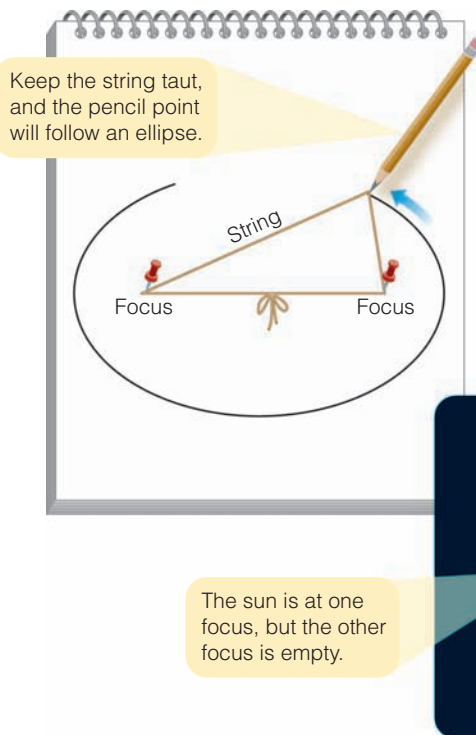 Keep the string taut,
and the pencil point
will follow an ellipse.
String
Focus
Focus
The sun is at one
focus, but the other
focus is empty.